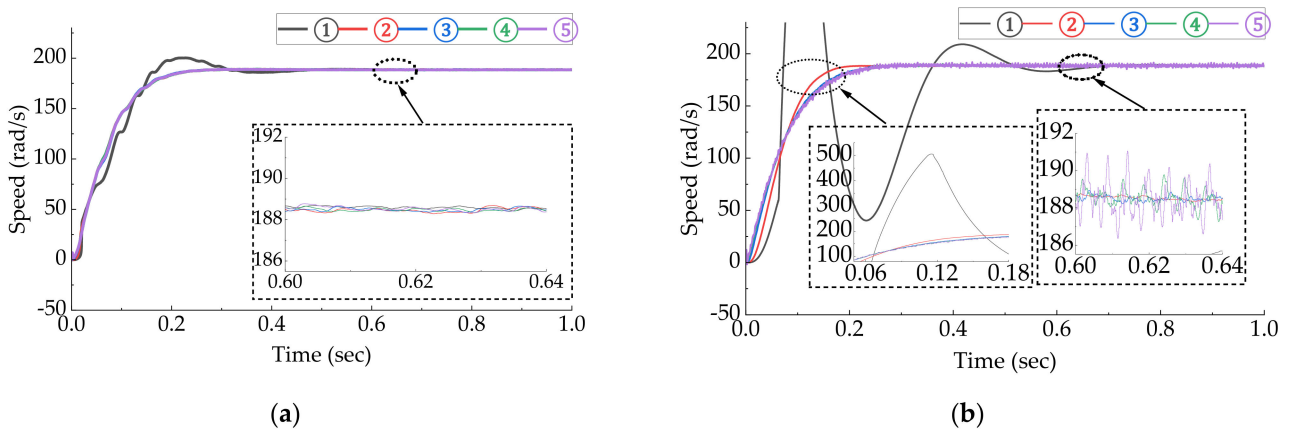 ① ② ③ ④ ⑤
Speed (rad/s)
200
150
100
50
0
-50
0.0 0.2 0.4 0.6 0.8 1.0
Time (sec)
192
190
188
186
0.60 0.62 0.64
(a)
① ② ③ ④ ⑤
Speed (rad/s)
200
150
100
50
0
-50
0.0 0.2 0.4 0.6 0.8 1.0
Time (sec)
500
400
300
200
100
0.06 0.12 0.18
192
190
188
186
0.60 0.62 0.64
(b)